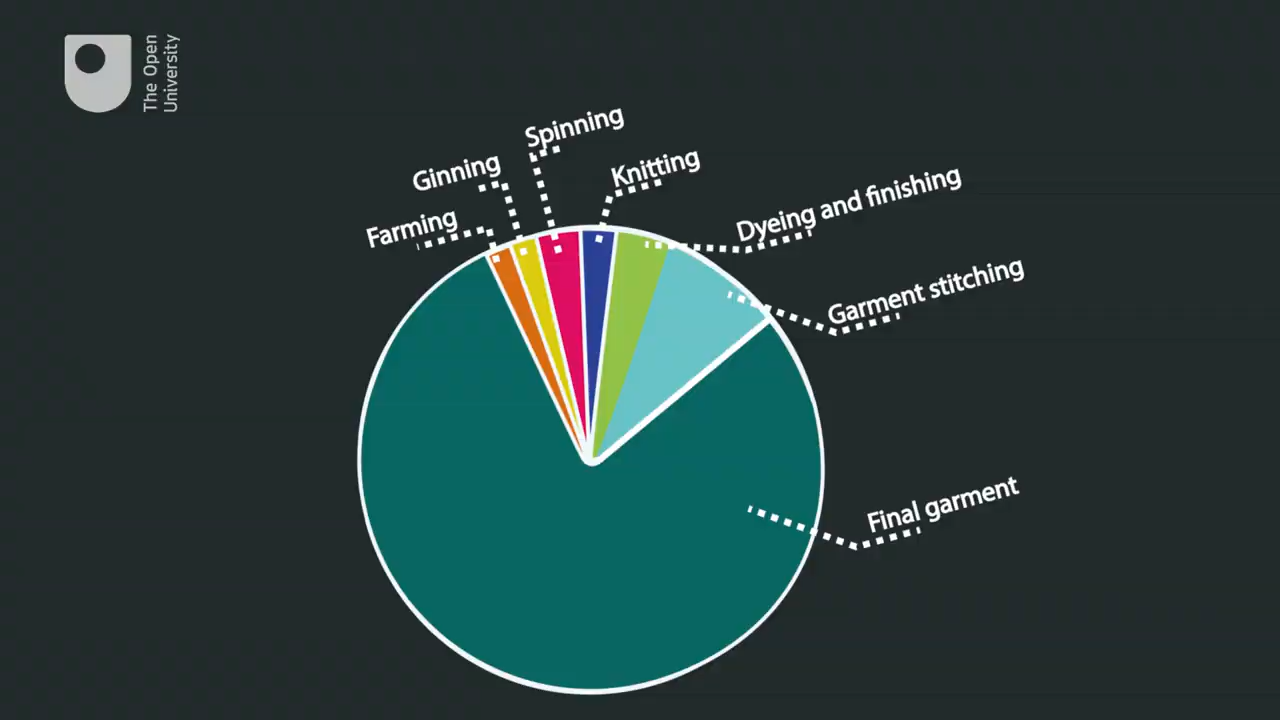 The Open
University
Spinning
Ginning
Knitting
Farming
Dyeing and finishing
Garment stitching
Final garment